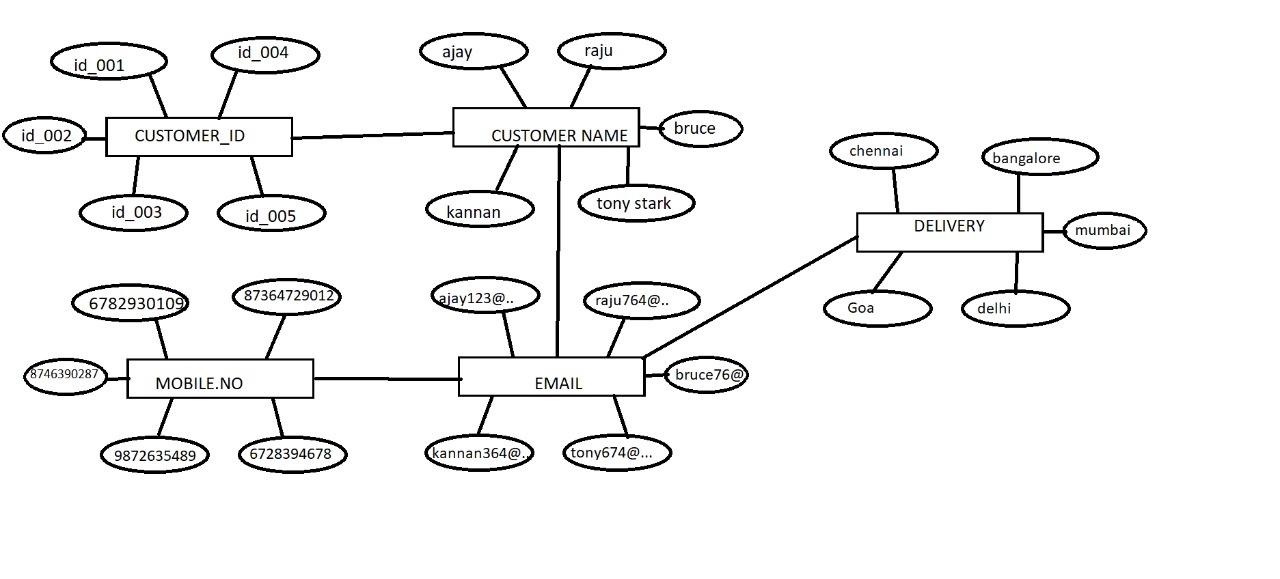 id_001
id_004
id_002
CUSTOMER_ID
id_003
id_005
ajay
raju
CUSTOMER NAME
bruce
kannan
tony stark
chennai
bangalore
DELIVERY
mumbai
Goa
delhi
6782930109
87364729012
8746390287
MOBILE.NO
9872635489
6728394678
ajay123@..
raju764@..
EMAIL
bruce76@
kannan364@..
tony674@...